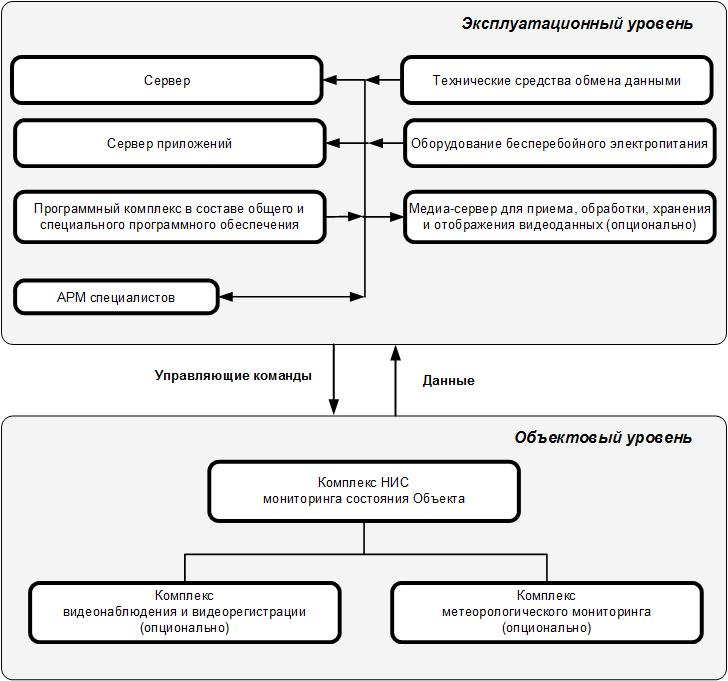 Эксплуатационный уровень
Сервер
Технические средства обмена данными
Сервер приложений
Оборудование бесперебойного электропитания
Программный комплекс в составе общего и
специального программного обеспечения
Медиа-сервер для приема, обработки, хранения
и отображения видеоданных (опционально)
АРМ специалистов
Управляющие команды
Данные
Объектовый уровень
Комплекс НИС
мониторинга состояния Объекта
Комплекс
видеонаблюдения и видеорегистрации
(опционально)
Комплекс
метеорологического мониторинга
(опционально)